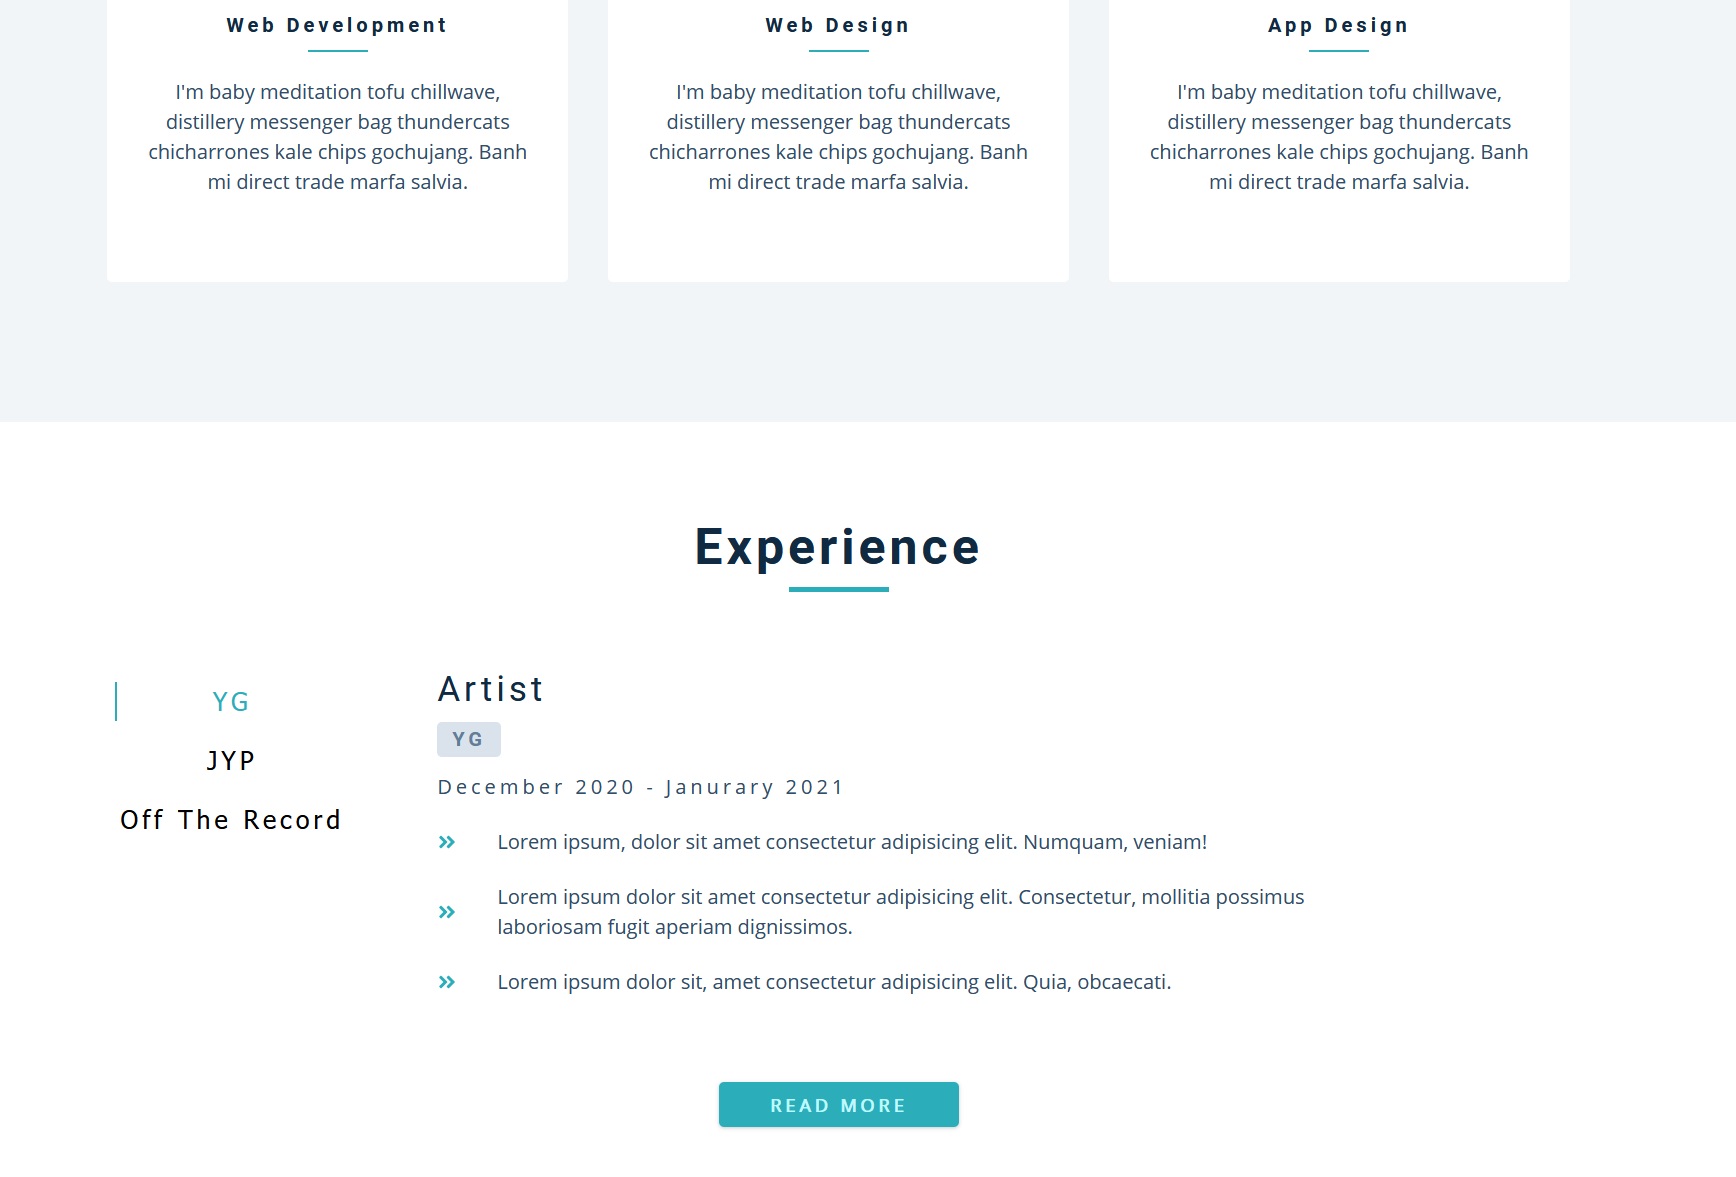 Web Development
I'm baby meditation tofu chillwave,
distillery messenger bag thundercats
chicharrones kale chips gochujang. Banh
mi direct trade marfa salvia.
Web Design
I'm baby meditation tofu chillwave,
distillery messenger bag thundercats
chicharrones kale chips gochujang. Banh
mi direct trade marfa salvia.
App Design
I'm baby meditation tofu chillwave,
distillery messenger bag thundercats
chicharrones kale chips gochujang. Banh
mi direct trade marfa salvia.
Experience
YG
JYP
Off The Record
Artist
YG
December 2020 - Janurary 2021
Lorem ipsum, dolor sit amet consectetur adipisicing elit. Numquam, veniam!
Lorem ipsum dolor sit amet consectetur adipisicing elit. Consectetur, mollitia possimus
laboriosam fugit aperiam dignissimos.
Lorem ipsum dolor sit, amet consectetur adipisicing elit. Quia, obcaecati.
READ MORE